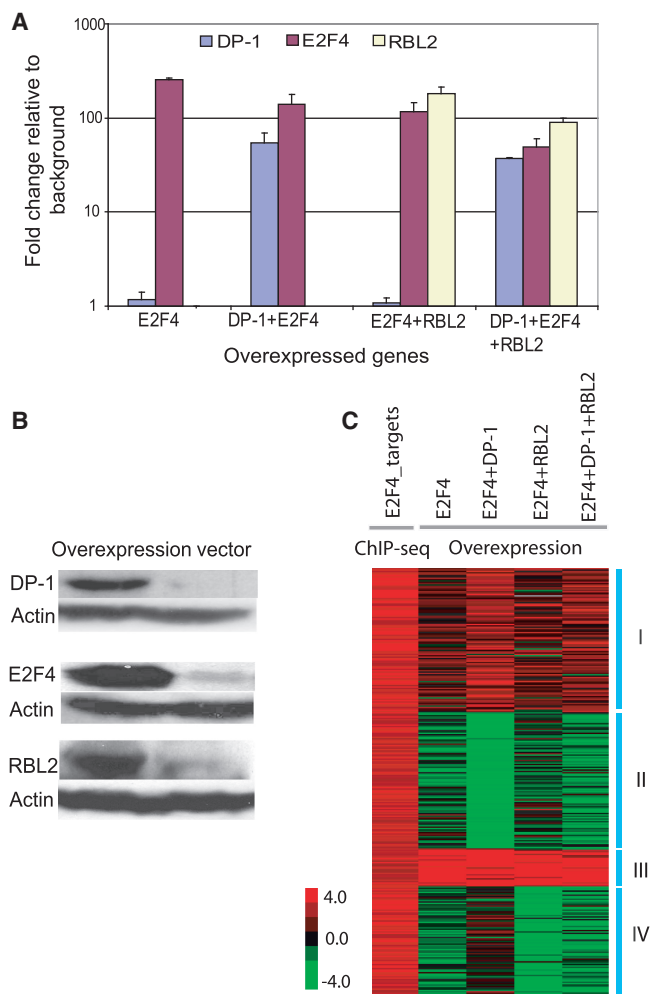 A
DP-1 E2F4 RBL2
1000
100
10
1
Fold change relative to
background
E2F4 DP-1+E2F4 E2F4+RBL2 DP-1+E2F4
+RBL2
Overexpressed genes
B
Overexpression vector
DP-1
Actin
E2F4
Actin
RBL2
Actin
C
E2F4_targets
E2F4
E2F4+DP-1
E2F4+RBL2
E2F4+DP-1+RBL2
ChIP-seq Overexpression
I
II
III
IV
4.0
0.0
-4.0